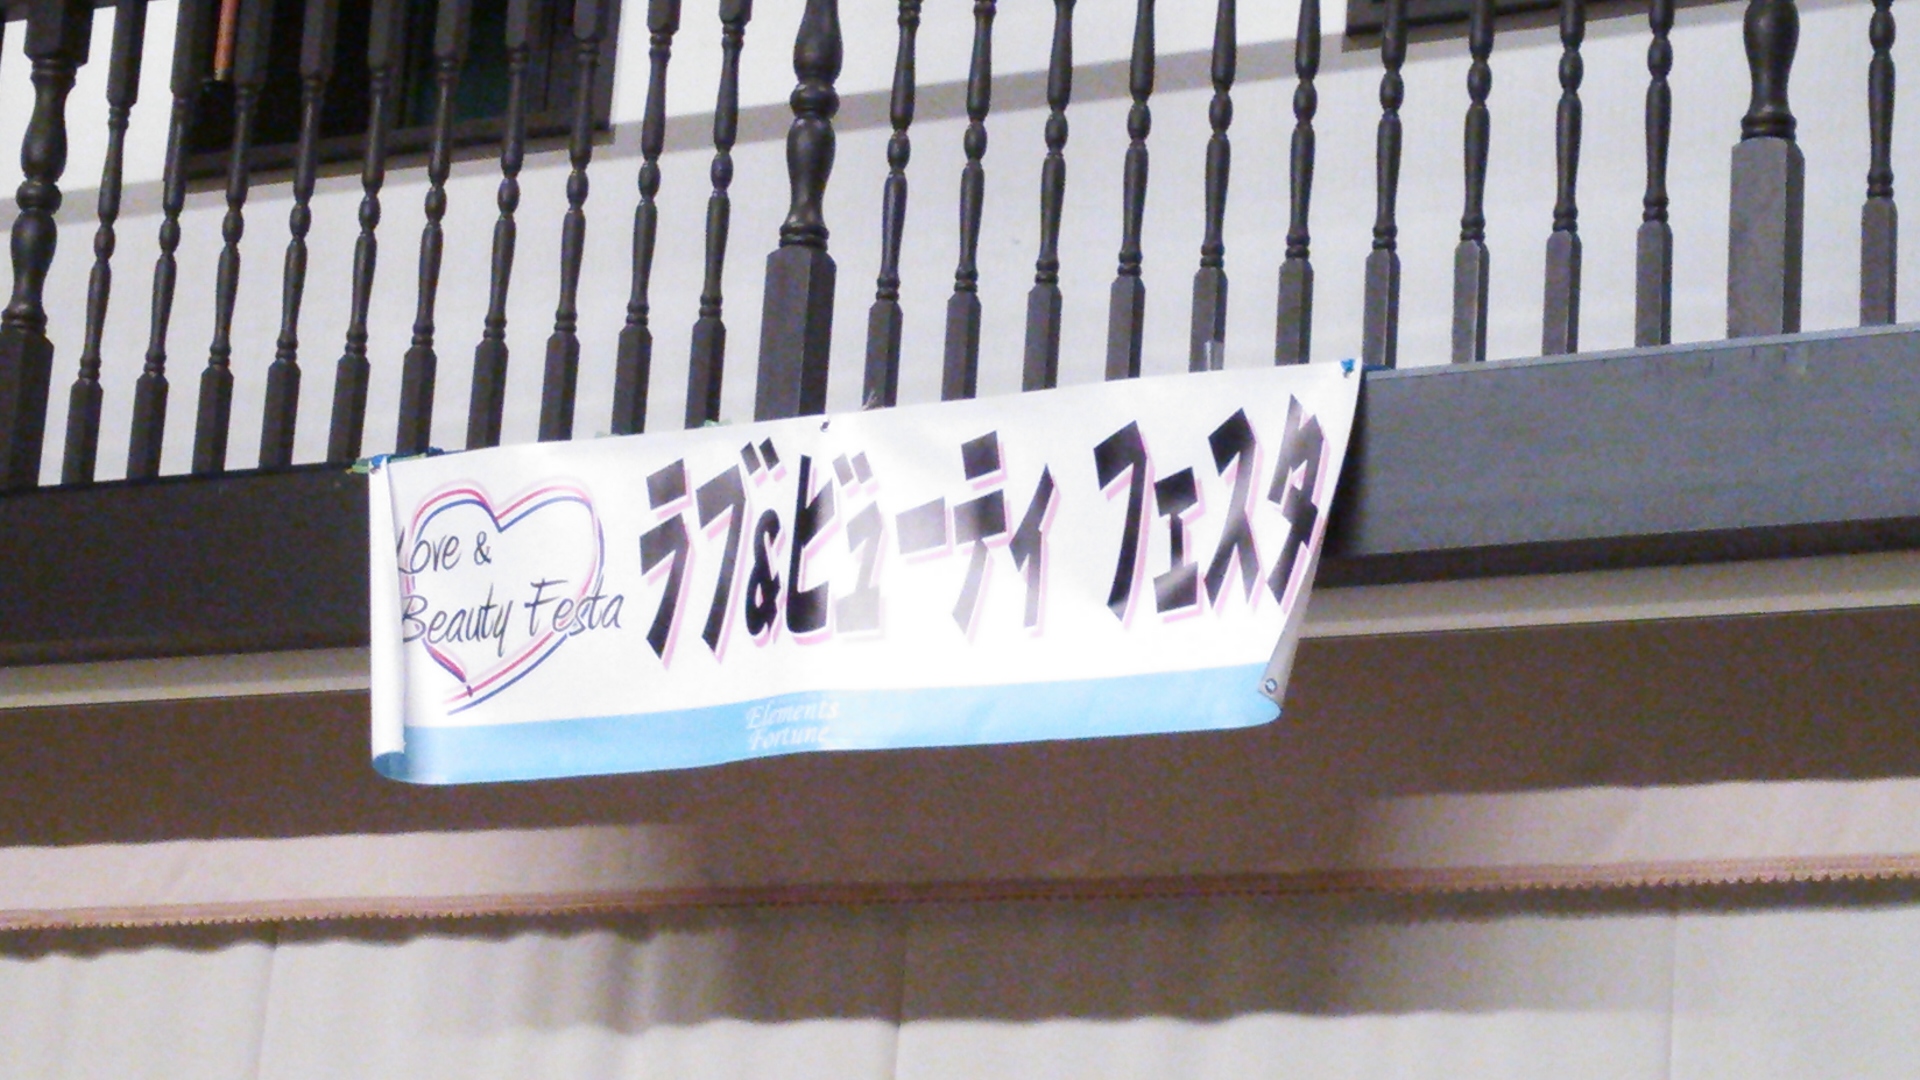 Love &
Beauty Festa
ラブ&ビューティ フェスタ
Elements
Fortune